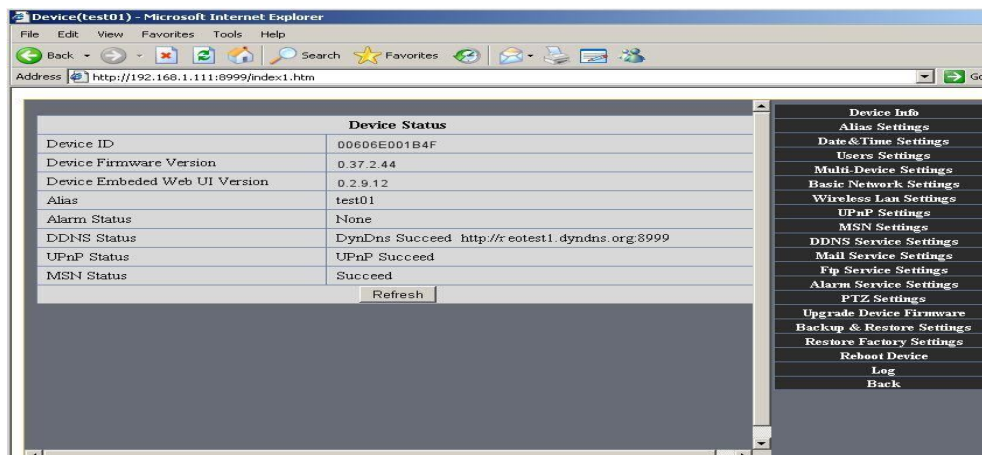 Device(test01) - Microsoft Internet Explorer
File Edit View Favorites Tools Help
Back Search Favorites
Address http://192.168.1.111:8999/index1.htm Go
Device Status
Device ID 00606E001B4F
Device Firmware Version 0.37.2.44
Device Embeded Web UI Version 0.2.9.12
Alias test01
Alarm Status None
DDNS Status DynDns Succeed http://reotest1.dyndns.org:8999
UPnP Status UPnP Succeed
MSN Status Succeed
Refresh
Device Info
Alias Settings
Date&Time Settings
Users Settings
Multi-Device Settings
Basic Network Settings
Wireless Lan Settings
UPnP Settings
MSN Settings
DDNS Service Settings
Mail Service Settings
Ftp Service Settings
Alarm Service Settings
PTZ Settings
Upgrade Device Firmware
Backup & Restore Settings
Restore Factory Settings
Reboot Device
Log
Back